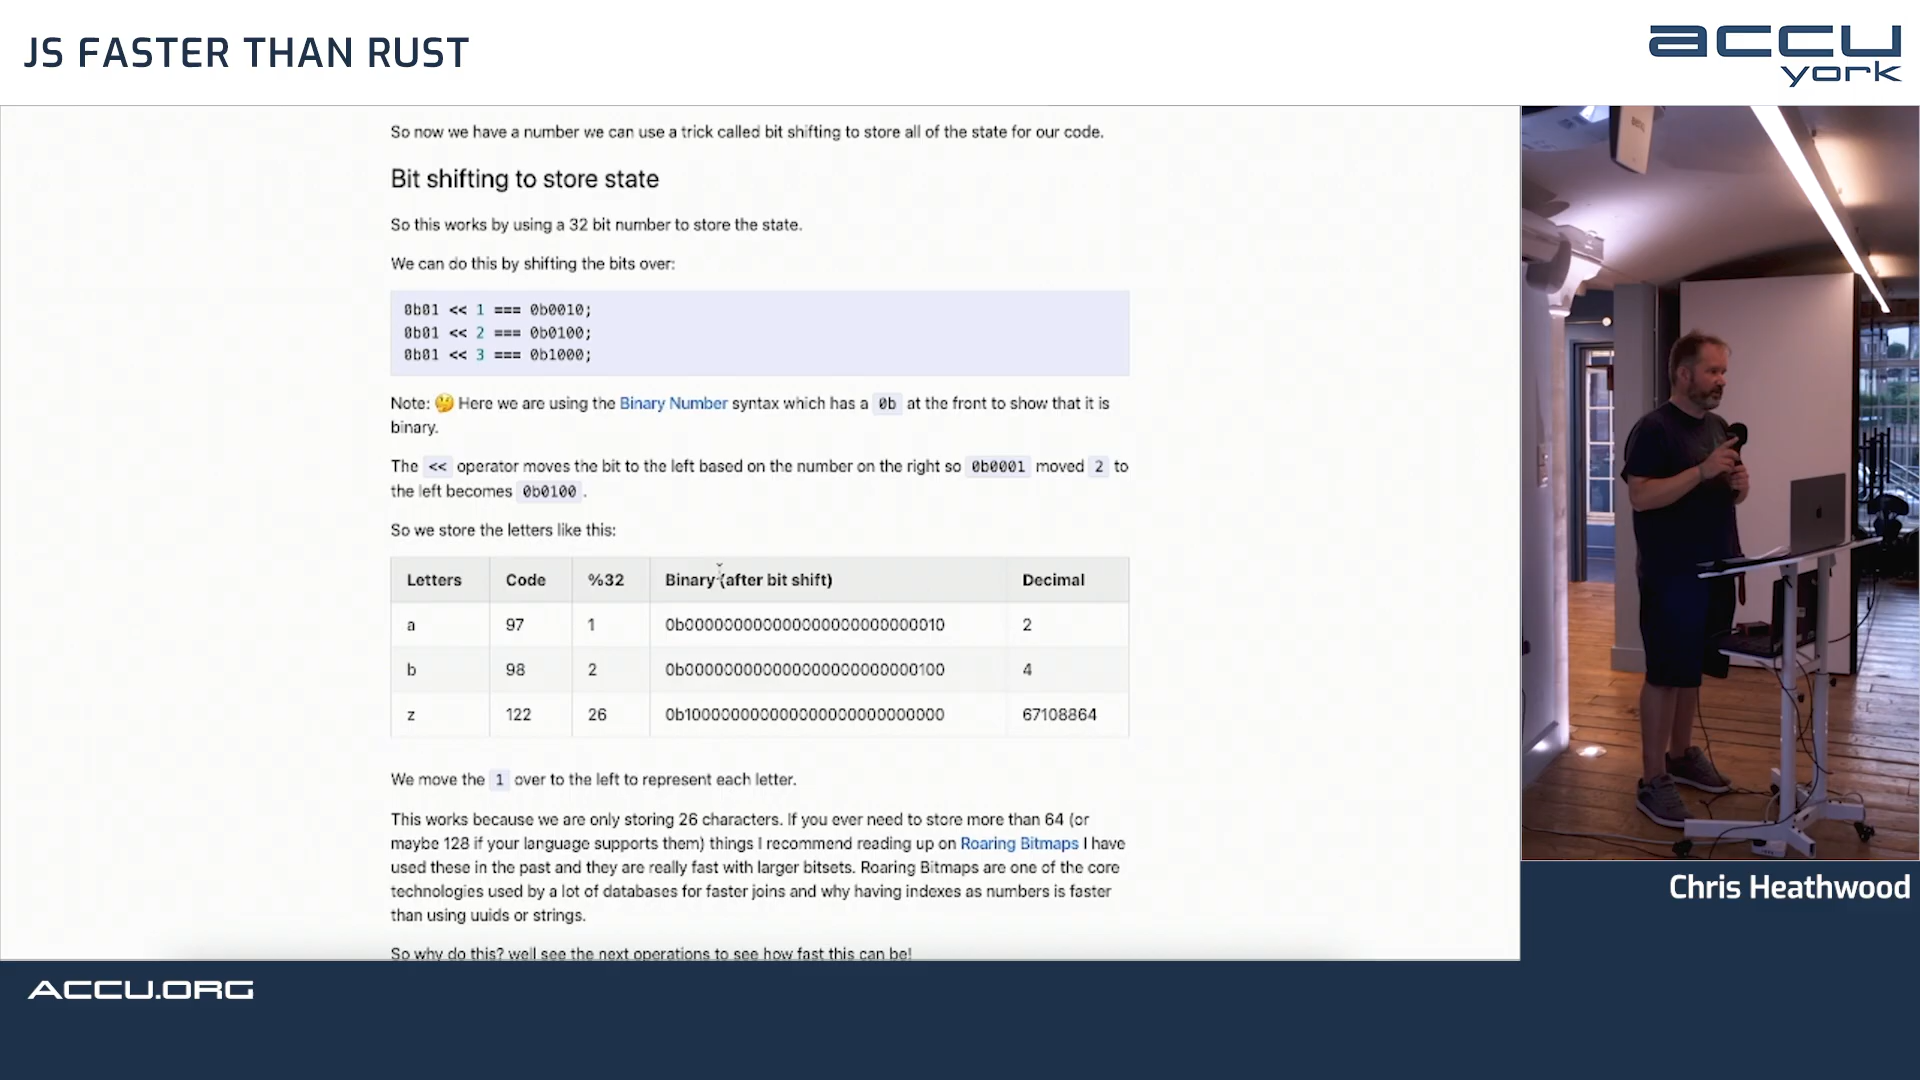 JS FASTER THAN RUST
accu
york
So now we have a number we can use a trick called bit shifting to store all of the state for our code.
Bit shifting to store state
So this works by using a 32 bit number to store the state.
We can do this by shifting the bits over:
0b01 << 1 === 0b0010;
0b01 << 2 === 0b0100;
0b01 << 3 === 0b1000;
Note: 🤔 Here we are using the Binary Number syntax which has a 0b at the front to show that it is
binary.
The << operator moves the bit to the left based on the number on the right so 0b0001 moved 2 to
the left becomes 0b0100 .
So we store the letters like this:
Letters Code %32 Binary (after bit shift) Decimal
a 97 1 0b000000000000000000000000010 2
b 98 2 0b000000000000000000000000100 4
z 122 26 0b100000000000000000000000000 67108864
We move the 1 over to the left to represent each letter.
This works because we are only storing 26 characters. If you ever need to store more than 64 (or
maybe 128 if your language supports them) things I recommend reading up on Roaring Bitmaps I have
used these in the past and they are really fast with larger bitsets. Roaring Bitmaps are one of the core
technologies used by a lot of databases for faster joins and why having indexes as numbers is faster
than using uuids or strings.
So why do this? well see the next operations to see how fast this can be!
Chris Heathwood
ACCU.ORG